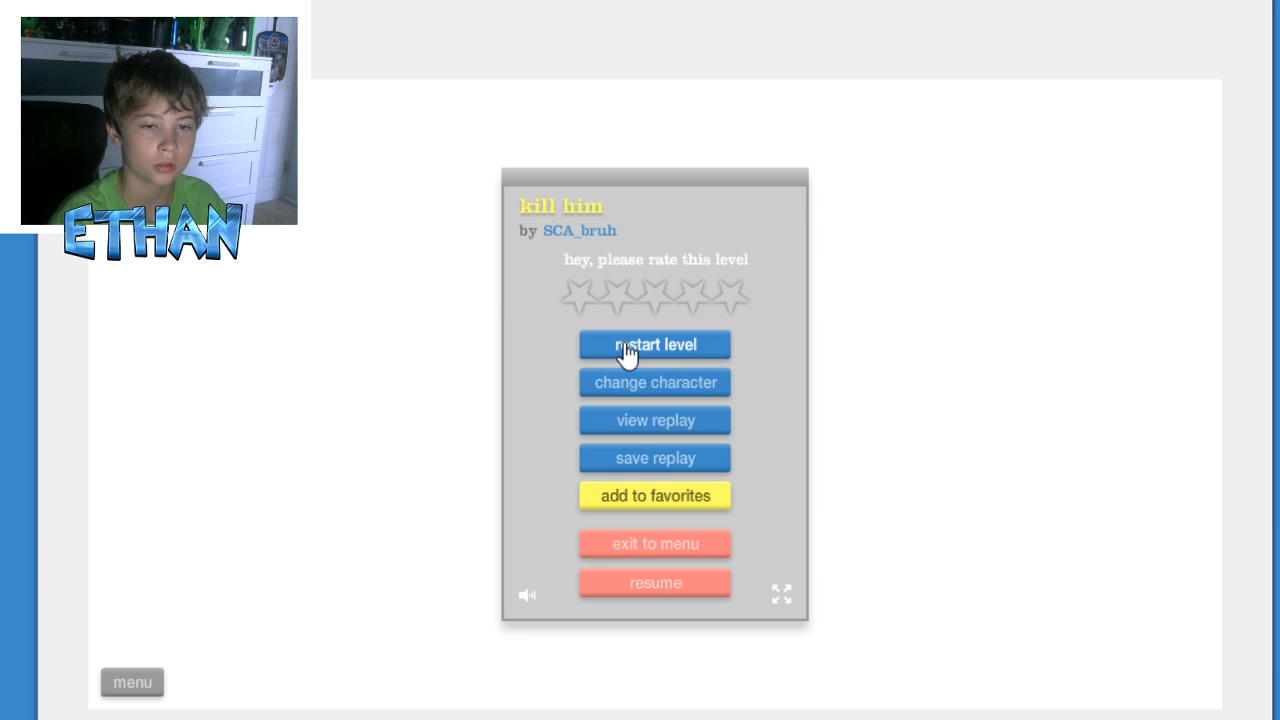 ETHAN
kill him
by SCA_bruh
hey, please rate this level
restart level
change character
view replay
save replay
add to favorites
exit to menu
resume
menu